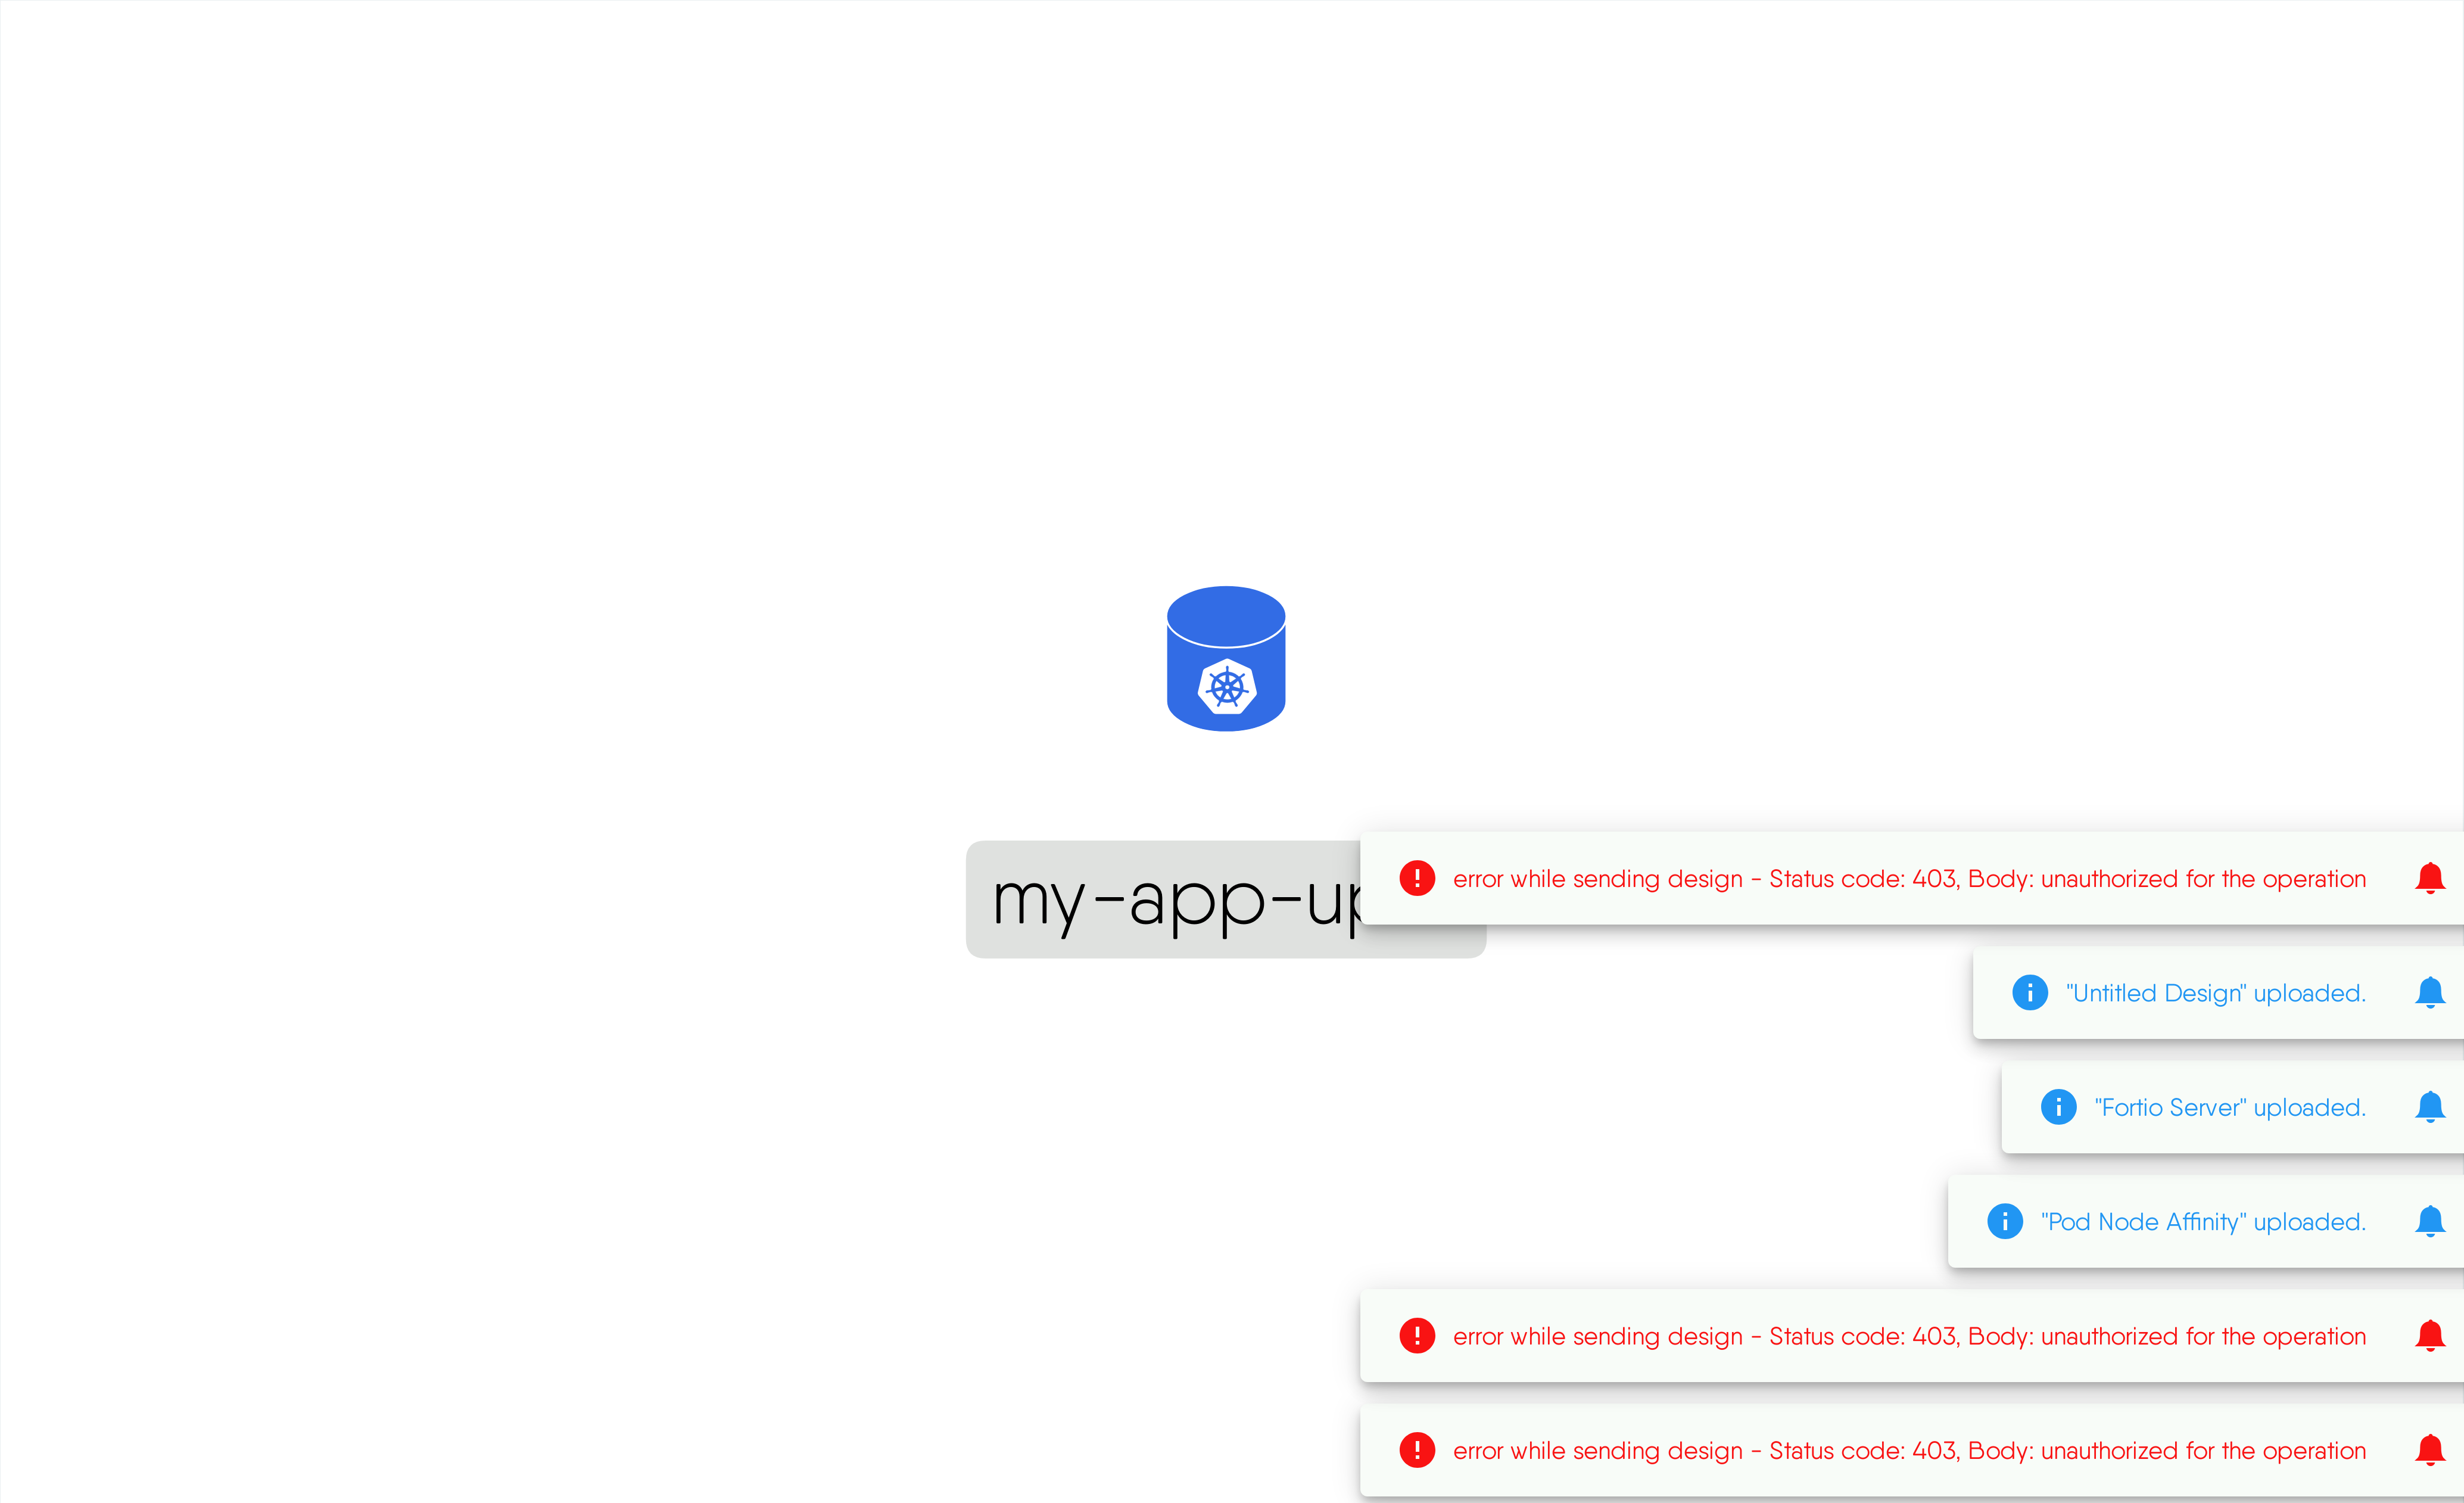 my-app-up
error while sending design - Status code: 403, Body: unauthorized for the operation
"Untitled Design" uploaded.
"Fortio Server" uploaded.
"Pod Node Affinity" uploaded.
error while sending design - Status code: 403, Body: unauthorized for the operation
error while sending design - Status code: 403, Body: unauthorized for the operation